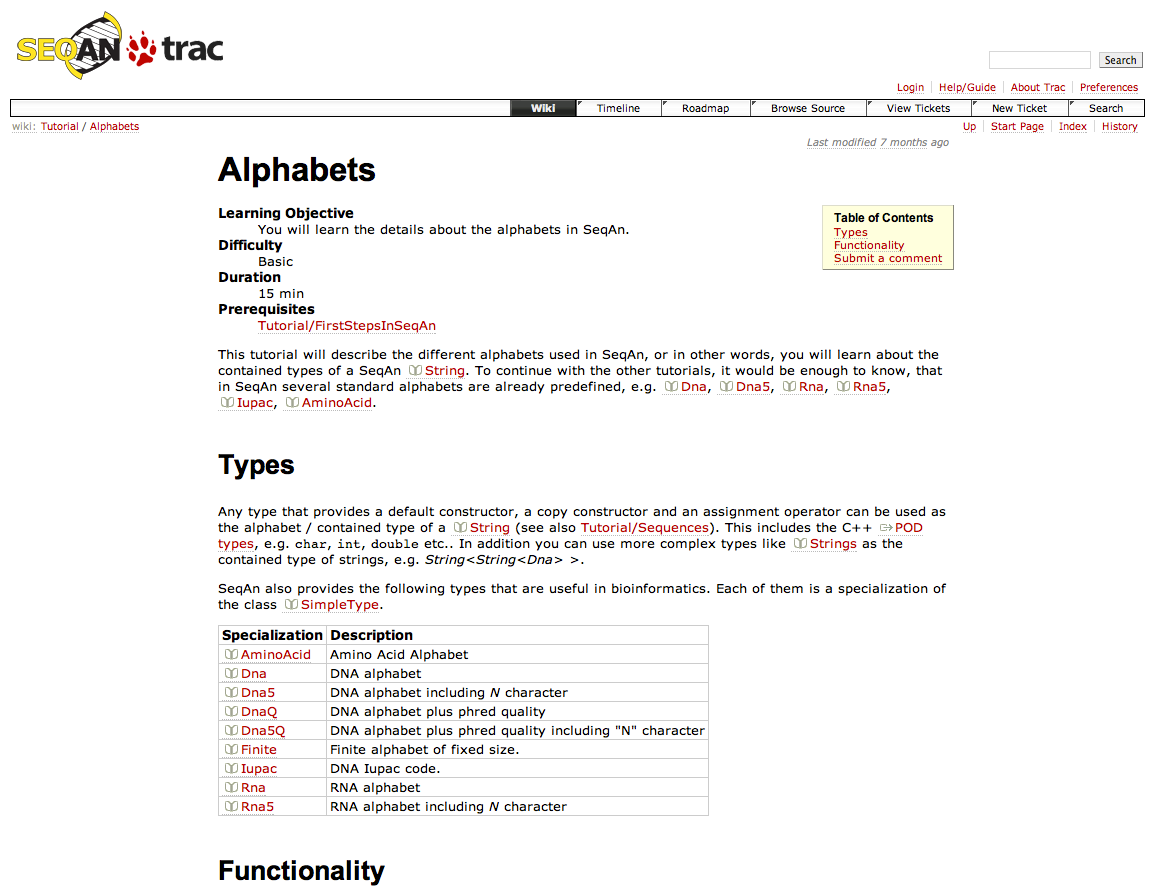 SEQAN trac
Search
Login Help/Guide About Trac Preferences
Wiki Timeline Roadmap Browse Source View Tickets New Ticket Search
wiki: Tutorial / Alphabets
Up Start Page Index History
Last modified 7 months ago
Alphabets
Learning Objective
You will learn the details about the alphabets in SeqAn.
Difficulty
Basic
Duration
15 min
Prerequisites
Tutorial/FirstStepsInSeqAn
Table of Contents
Types
Functionality
Submit a comment
This tutorial will describe the different alphabets used in SeqAn, or in other words, you will learn about the
contained types of a SeqAn String. To continue with the other tutorials, it would be enough to know, that
in SeqAn several standard alphabets are already predefined, e.g. Dna, Dna5, Rna, Rna5,
Iupac, AminoAcid.
Types
Any type that provides a default constructor, a copy constructor and an assignment operator can be used as
the alphabet / contained type of a String (see also Tutorial/Sequences). This includes the C++ POD
types, e.g. char, int, double etc.. In addition you can use more complex types like Strings as the
contained type of strings, e.g. String<String<Dna> >.
SeqAn also provides the following types that are useful in bioinformatics. Each of them is a specialization of
the class SimpleType.
Specialization Description
AminoAcid Amino Acid Alphabet
Dna DNA alphabet
Dna5 DNA alphabet including N character
DnaQ DNA alphabet plus phred quality
Dna5Q DNA alphabet plus phred quality including "N" character
Finite Finite alphabet of fixed size.
Iupac DNA Iupac code.
Rna RNA alphabet
Rna5 RNA alphabet including N character
Functionality